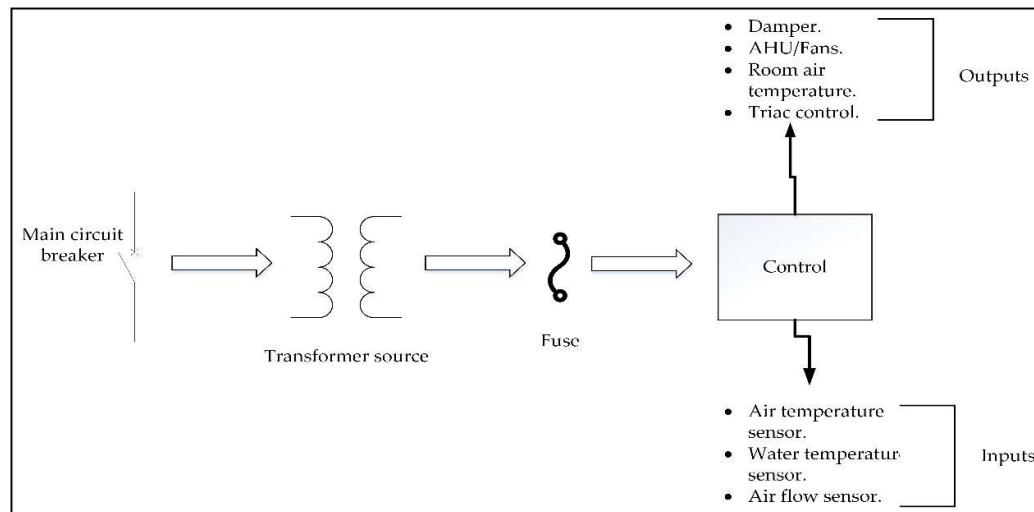 • Damper.
• AHU/Fans.
• Room air
temperature.
• Triac control.
Outputs
Main circuit
breaker
Control
Transformer source
Fuse
• Air temperature
sensor.
• Water temperature
sensor.
• Air flow sensor.
Inputs